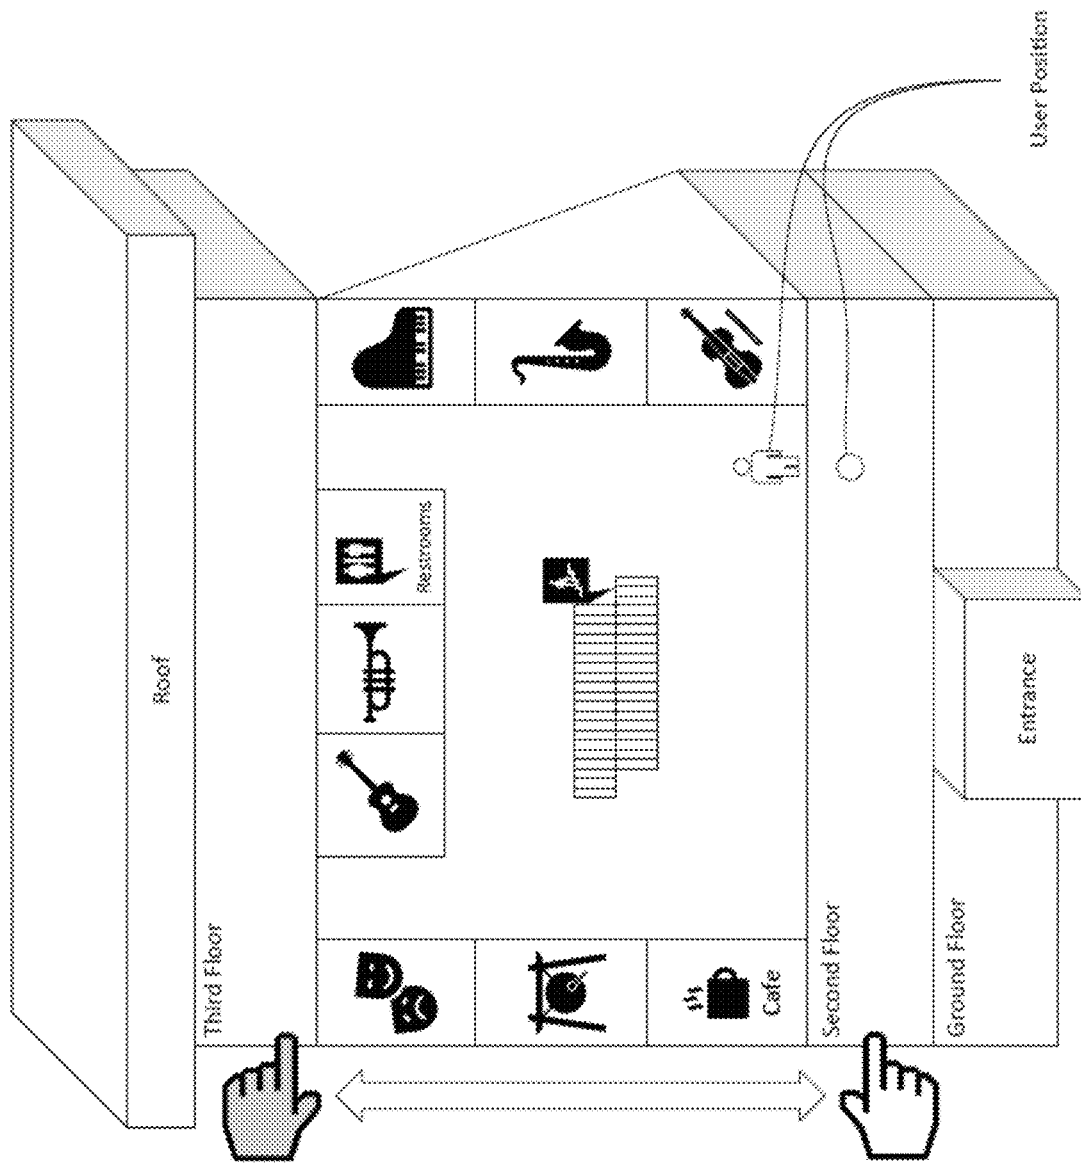 Roof
Third Floor
Restrooms
Cafe
Second Floor
Ground Floor
Entrance
User Position